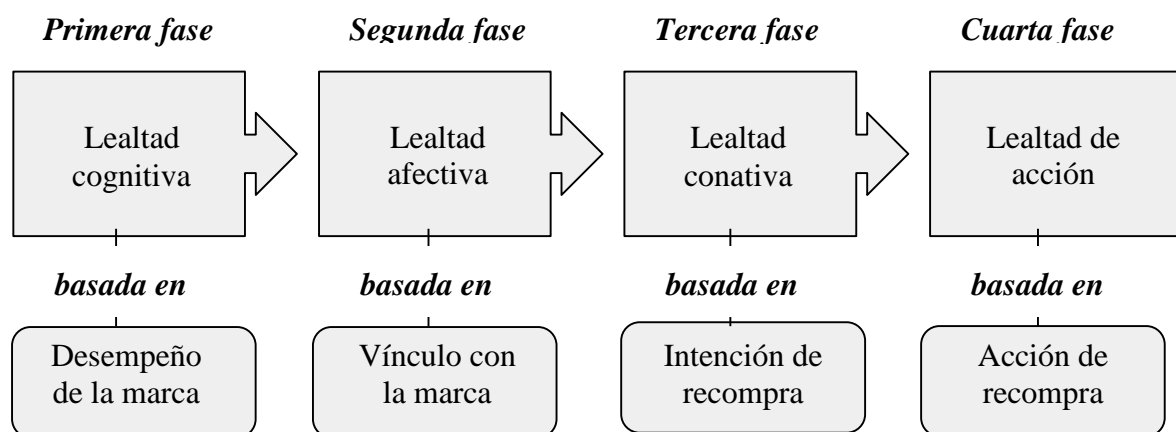 Primera fase
Segunda fase
Tercera fase
Cuarta fase
Lealtad
cognitiva
Lealtad
afectiva
Lealtad
conativa
Lealtad de
acción
basada en
basada en
basada en
basada en
Desempeño
de la marca
Vínculo con
la marca
Intención de
recompra
Acción de
recompra